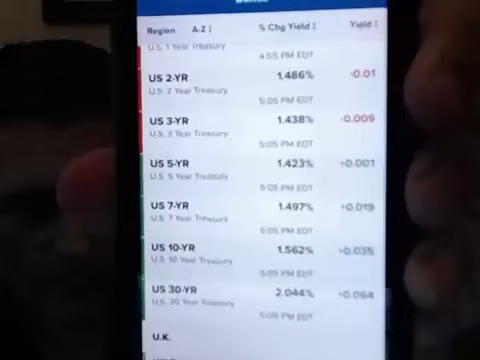 Region A-Z % Chg Yield Yield
U.S. 1 Year Treasury
4:55 PM EDT
US 2-YR 1.486% -0.01
U.S. 2 Year Treasury
5:05 PM EDT
US 3-YR 1.438% -0.009
U.S. 3 Year Treasury
5:05 PM EDT
US 5-YR 1.423% +0.001
U.S. 5 Year Treasury
5:05 PM EDT
US 7-YR 1.497% +0.019
U.S. 7 Year Treasury
5:05 PM EDT
US 10-YR 1.562% +0.035
U.S. 10 Year Treasury
5:05 PM EDT
US 30-YR 2.044% +0.064
U.S. 30 Year Treasury
5:05 PM EDT
U.K.